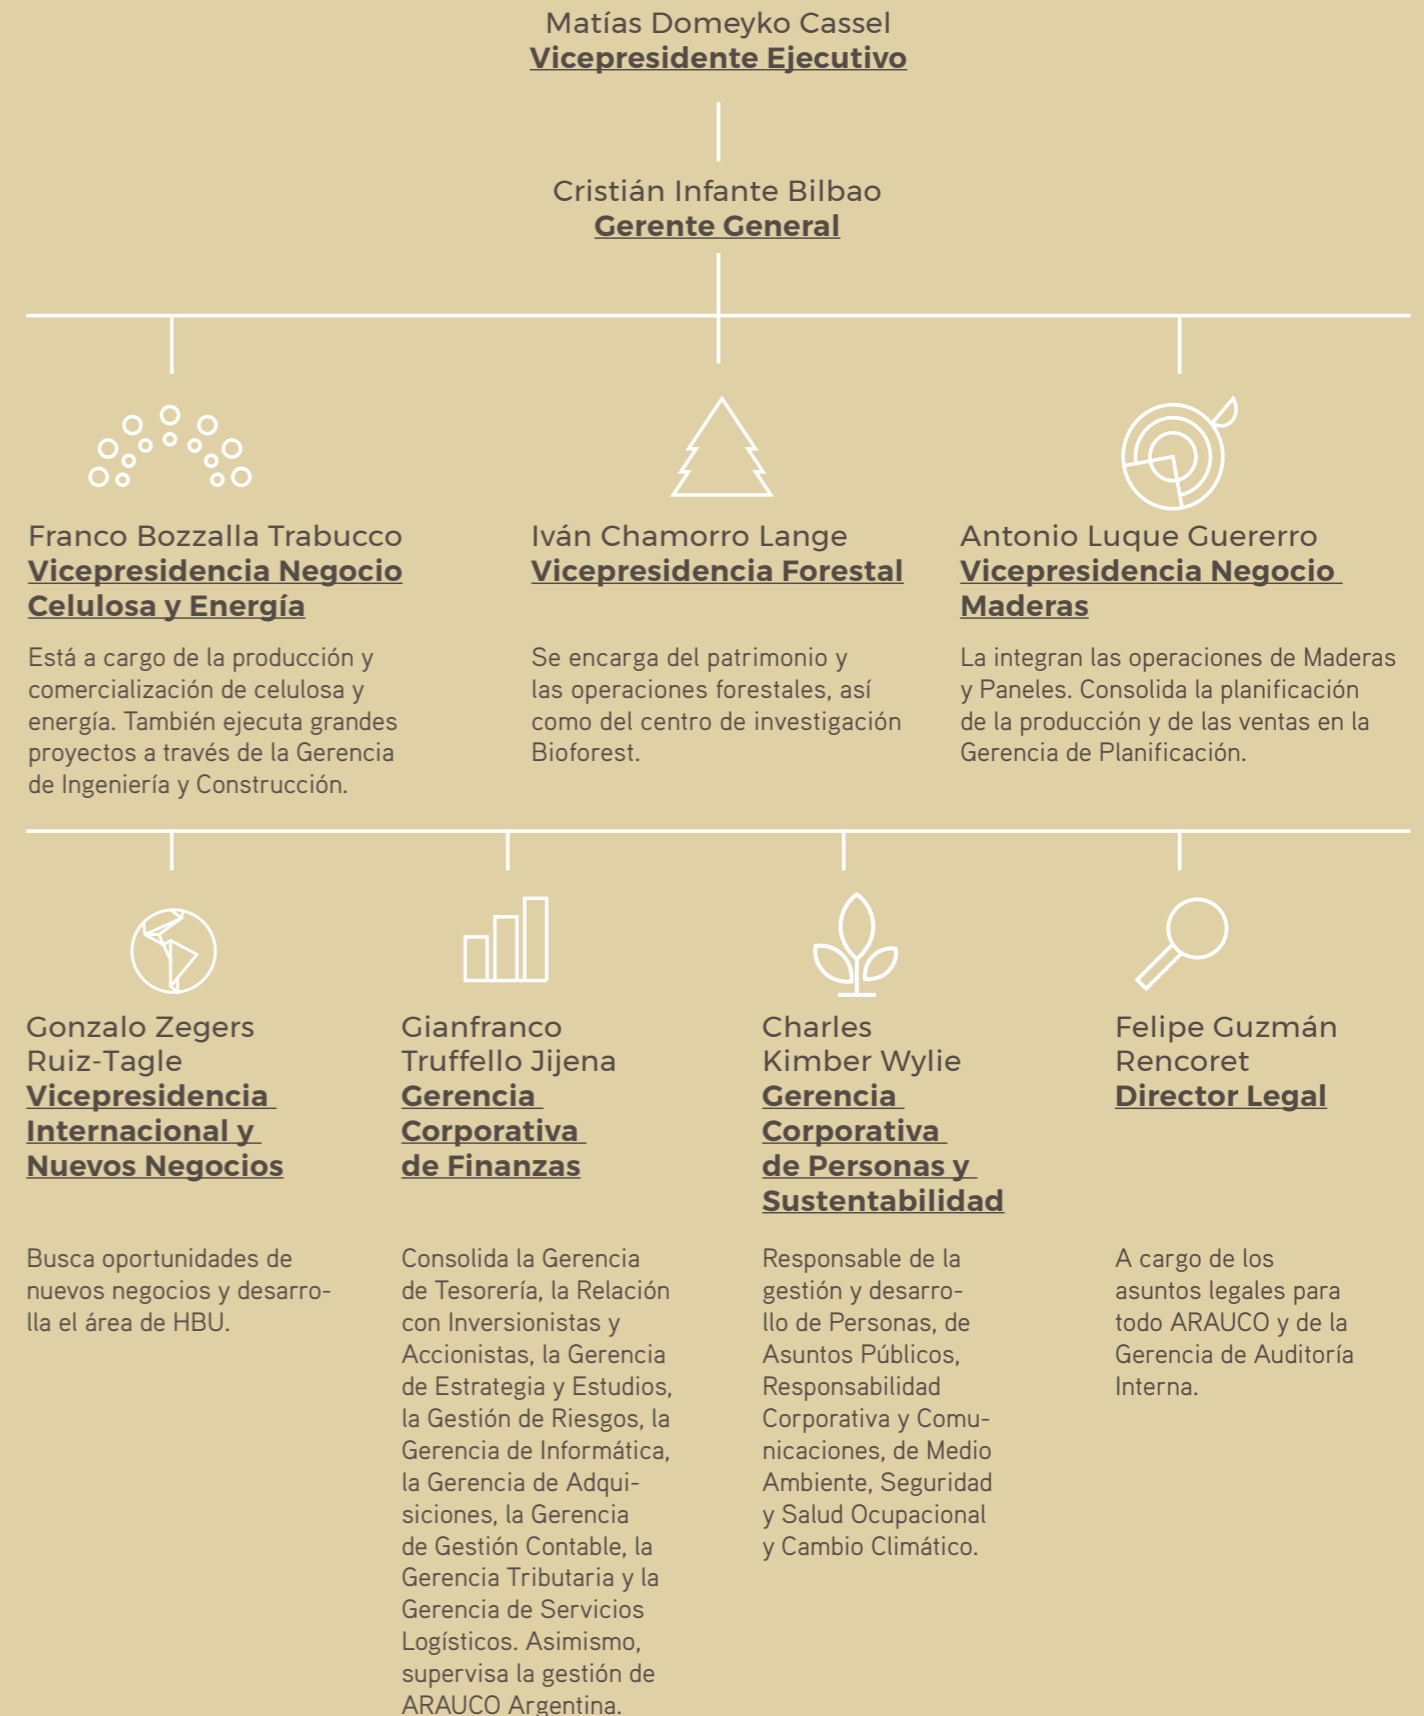 Matías Domeyko Cassel
Vicepresidente Ejecutivo
Cristián Infante Bilbao
Gerente General
Franco Bozzalla Trabucco
Vicepresidencia Negocio
Celulosa y Energía
Está a cargo de la producción y
comercialización de celulosa y
energía. También ejecuta grandes
proyectos a través de la Gerencia
de Ingeniería y Construcción.
Iván Chamorro Lange
Vicepresidencia Forestal
Se encarga del patrimonio y
las operaciones forestales, así
como del centro de investigación
Bioforest.
Antonio Luque Guererro
Vicepresidencia Negocio
Maderas
La integran las operaciones de Maderas
y Paneles. Consolida la planificación
de la producción y de las ventas en la
Gerencia de Planificación.
Gonzalo Zegers
Ruiz-Tagle
Vicepresidencia
Internacional y
Nuevos Negocios
Busca oportunidades de
nuevos negocios y desarro-
lla el área de HBU.
Gianfranco
Truffello Jijena
Gerencia
Corporativa
de Finanzas
Consolida la Gerencia
de Tesorería, la Relación
con Inversionistas y
Accionistas, la Gerencia
de Estrategia y Estudios,
la Gestión de Riesgos, la
Gerencia de Informática,
la Gerencia de Adqui-
siciones, la Gerencia
de Gestión Contable, la
Gerencia Tributaria y la
Gerencia de Servicios
Logísticos. Asimismo,
supervisa la gestión de
ARAUCO Argentina.
Charles
Kimber Wylie
Gerencia
Corporativa
de Personas y
Sustentabilidad
Responsable de la
gestión y desarro-
llo de Personas, de
Asuntos Públicos,
Responsabilidad
Corporativa y Comu-
nicaciones, de Medio
Ambiente, Seguridad
y Salud Ocupacional
y Cambio Climático.
Felipe Guzmán
Rencoret
Director Legal
A cargo de los
asuntos legales para
todo ARAUCO y de la
Gerencia de Auditoría
Interna.